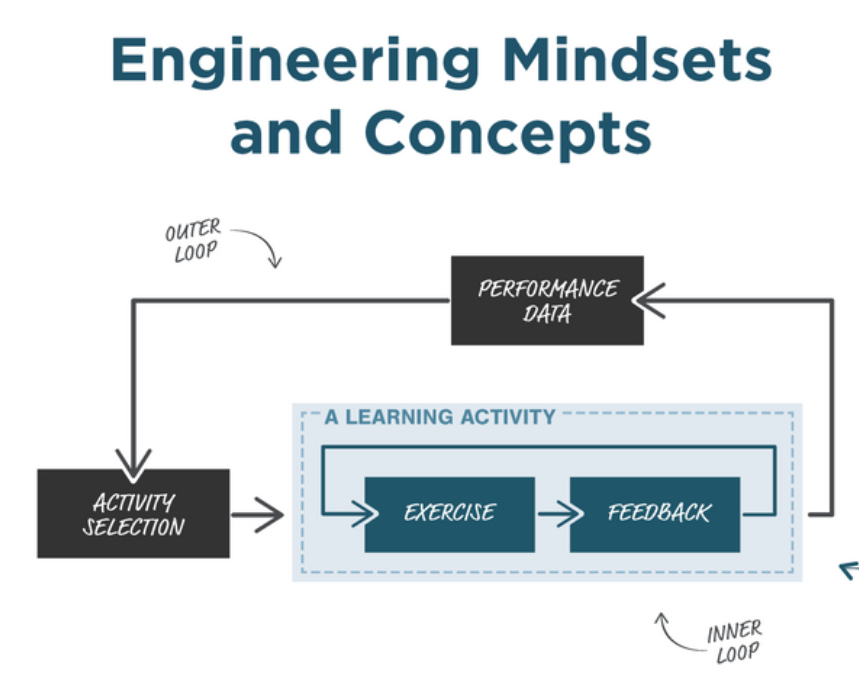 Engineering Mindsets
and Concepts
OUTER
LOOP
PERFORMANCE
DATA
A LEARNING ACTIVITY
ACTIVITY
SELECTION
EXERCISE
FEEDBACK
INNER
LOOP